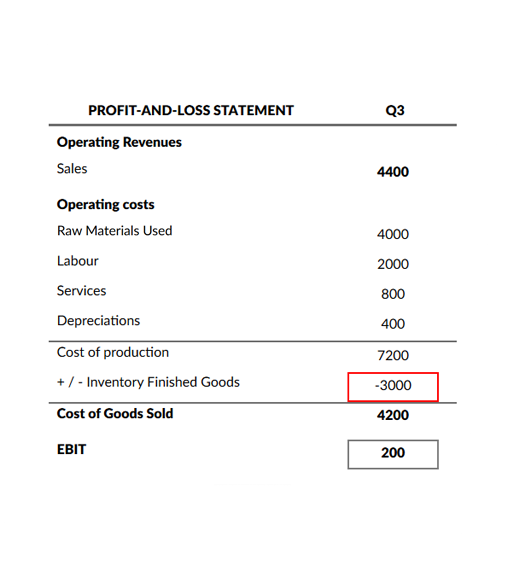 PROFIT-AND-LOSS STATEMENT Q3
Operating Revenues
Sales 4400
Operating costs
Raw Materials Used 4000
Labour 2000
Services 800
Depreciations 400
Cost of production 7200
+ / - Inventory Finished Goods -3000
Cost of Goods Sold 4200
EBIT 200